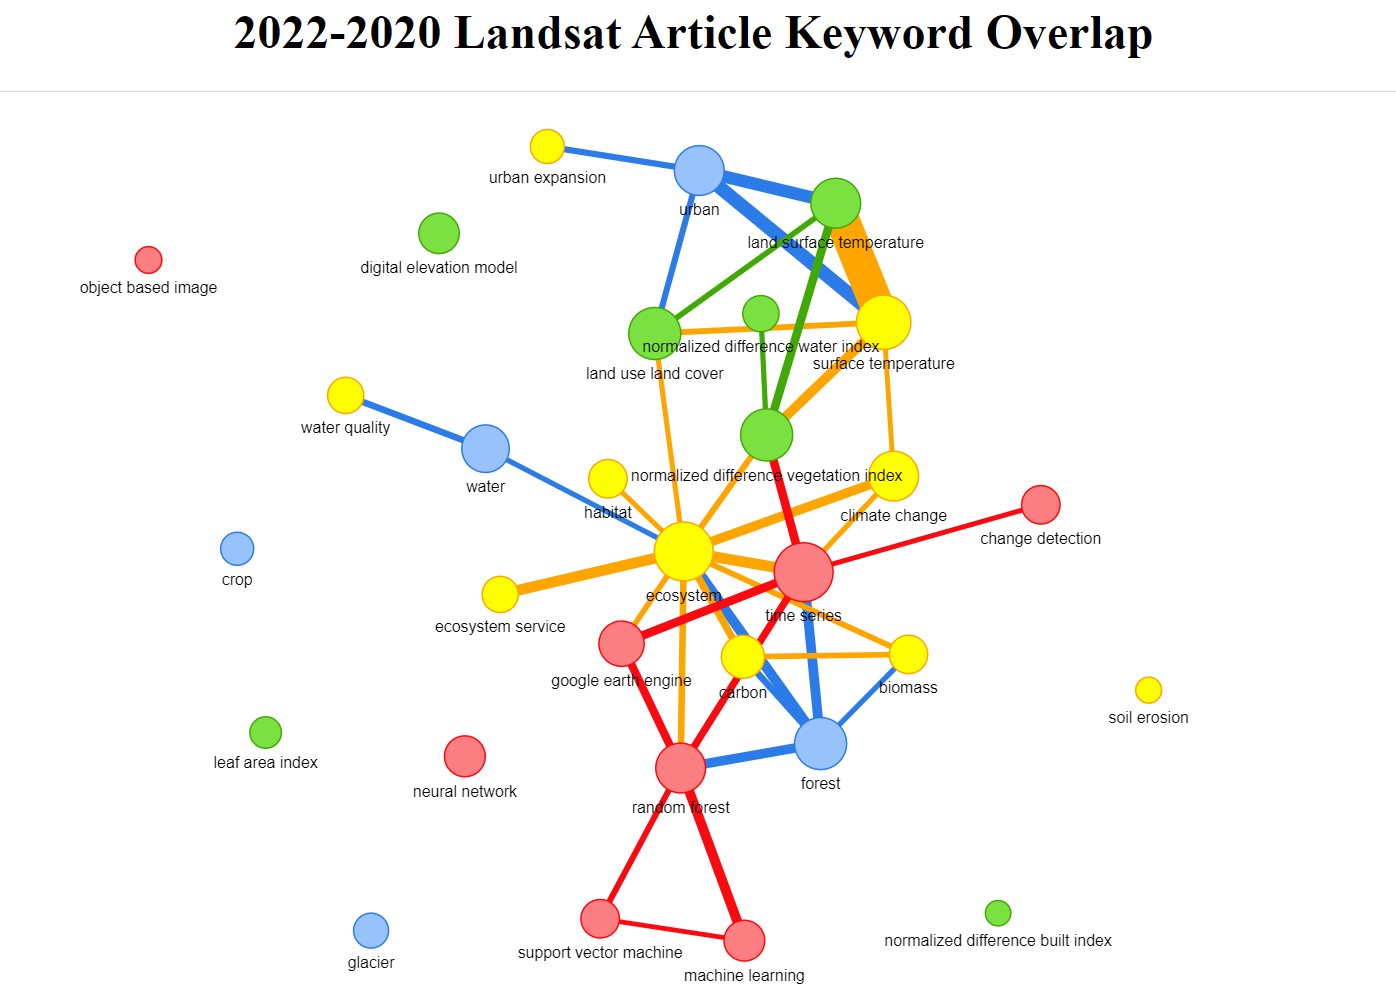 2022-2020 Landsat Article Keyword Overlap
urban expansion
urban
land surface temperature
digital elevation model
object based image
normalized difference water index
surface temperature
land use land cover
water quality
normalized difference vegetation index
water
habitat
climate change
change detection
crop
ecosystem
time series
ecosystem service
google earth engine
carbon
biomass
soil erosion
leaf area index
forest
neural network
random forest
normalized difference built index
support vector machine
glacier
machine learning